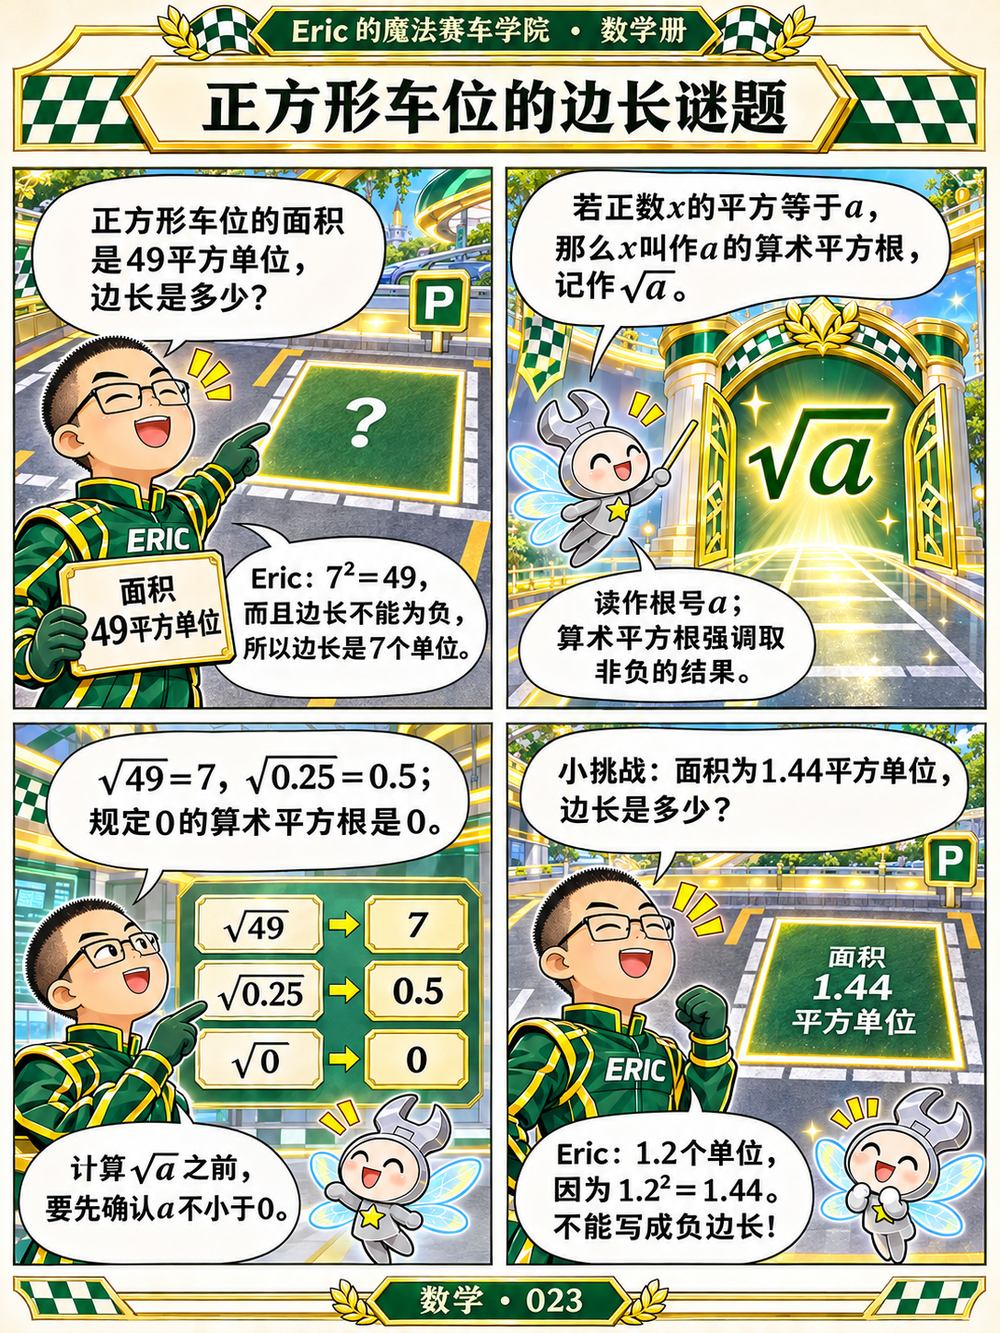 Eric 的魔法赛车学院 · 数学册
正方形车位的边长谜题
正方形车位的面积
是49平方单位，
边长是多少？
P
?
ERIC
面积
49平方单位
Eric：7²=49，
而且边长不能为负，
所以边长是7个单位。
若正数x的平方等于a，
那么x叫作a的算术平方根，
记作√a。
√a
读作根号a；
算术平方根强调取
非负的结果。
√49=7，√0.25=0.5；
规定0的算术平方根是0。
√49 → 7
√0.25 → 0.5
√0 → 0
计算√a之前，
要先确认a不小于0。
小挑战：面积为1.44平方单位，
边长是多少？
P
面积
1.44
平方单位
ERIC
Eric：1.2个单位，
因为1.2²=1.44。
不能写成负边长！
数学 · 023